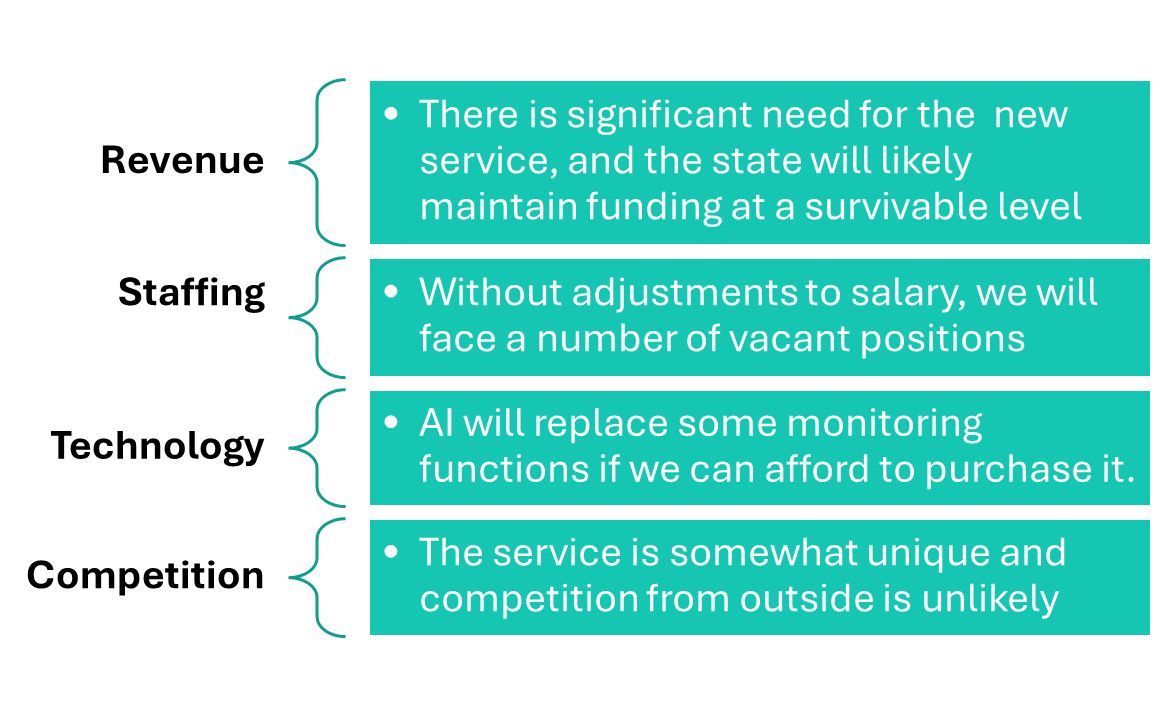 Revenue
• There is significant need for the  new
service, and the state will likely
maintain funding at a survivable level
Staffing
• Without adjustments to salary, we will
face a number of vacant positions
Technology
• AI will replace some monitoring
functions if we can afford to purchase it.
Competition
• The service is somewhat unique and
competition from outside is unlikely